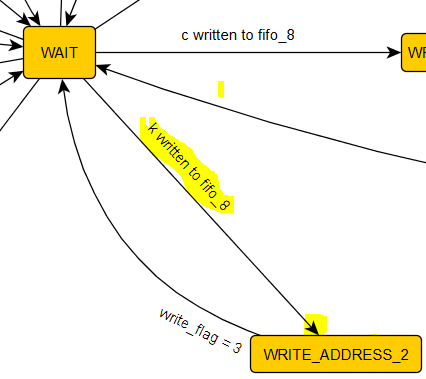 c written to fifo_8
WAIT
k written to fifo_8
write_flag = 3
WRITE_ADDRESS_2